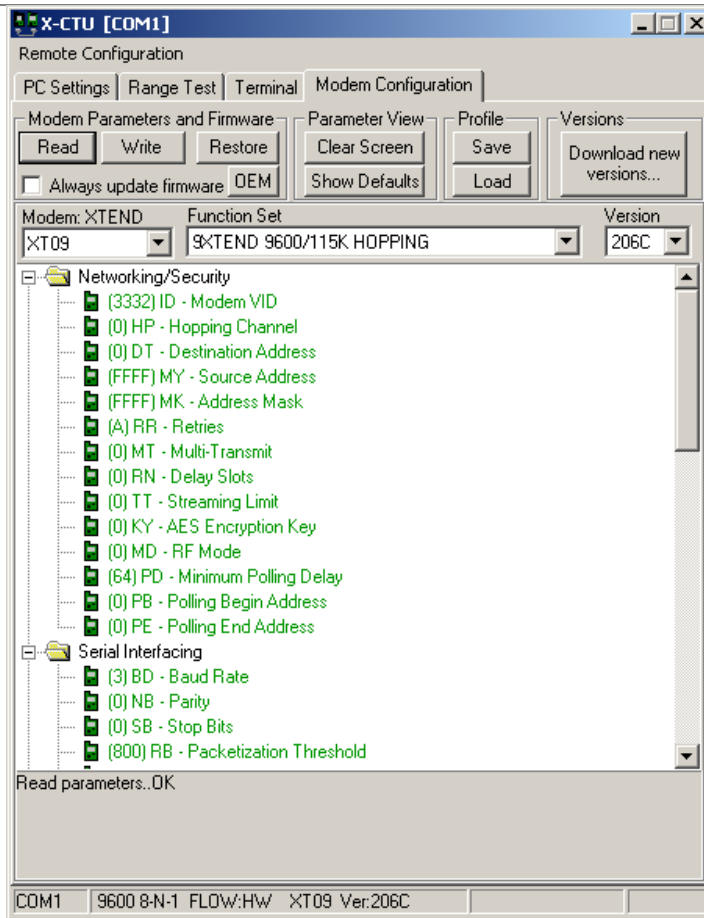 X-CTU [COM1]
Remote Configuration
PC Settings Range Test Terminal Modem Configuration
Modem Parameters and Firmware Parameter View Profile Versions
Read Write Restore Clear Screen Save Download new versions...
Always update firmware OEM Show Defaults Load
Modem: XTEND Function Set Version
XT09 9XTEND 9600/115K HOPPING 206C
Networking/Security
(3332) ID - Modem VID
(0) HP - Hopping Channel
(0) DT - Destination Address
(FFFF) MY - Source Address
(FFFF) MK - Address Mask
(A) RR - Retries
(0) MT - Multi-Transmit
(0) RN - Delay Slots
(0) TT - Streaming Limit
(0) KY - AES Encryption Key
(0) MD - RF Mode
(64) PD - Minimum Polling Delay
(0) PB - Polling Begin Address
(0) PE - Polling End Address
Serial Interfacing
(3) BD - Baud Rate
(0) NB - Parity
(0) SB - Stop Bits
(800) RB - Packetization Threshold
Read parameters..OK
COM1 9600 8-N-1 FLOW:HW XT09 Ver:206C